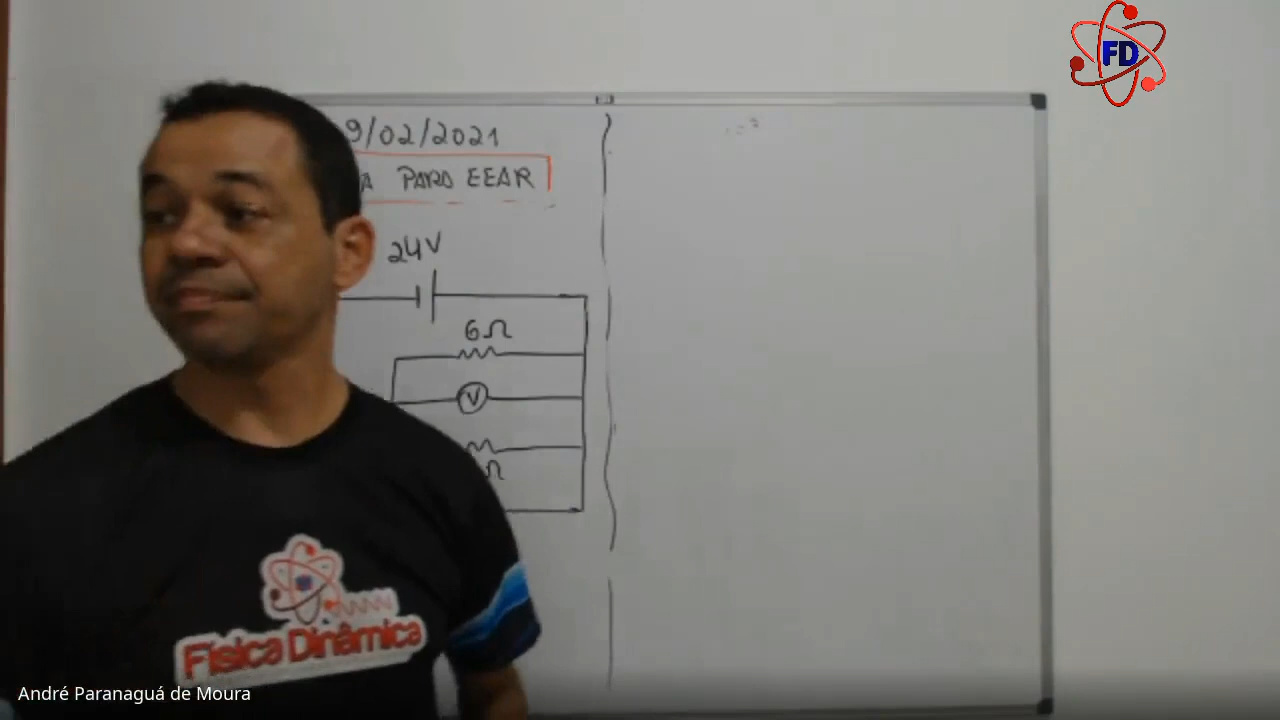 FD
9/02/2021
A PARA EEAR
24V
6Ω
V
Ω
Física Dinâmica
André Paranaguá de Moura